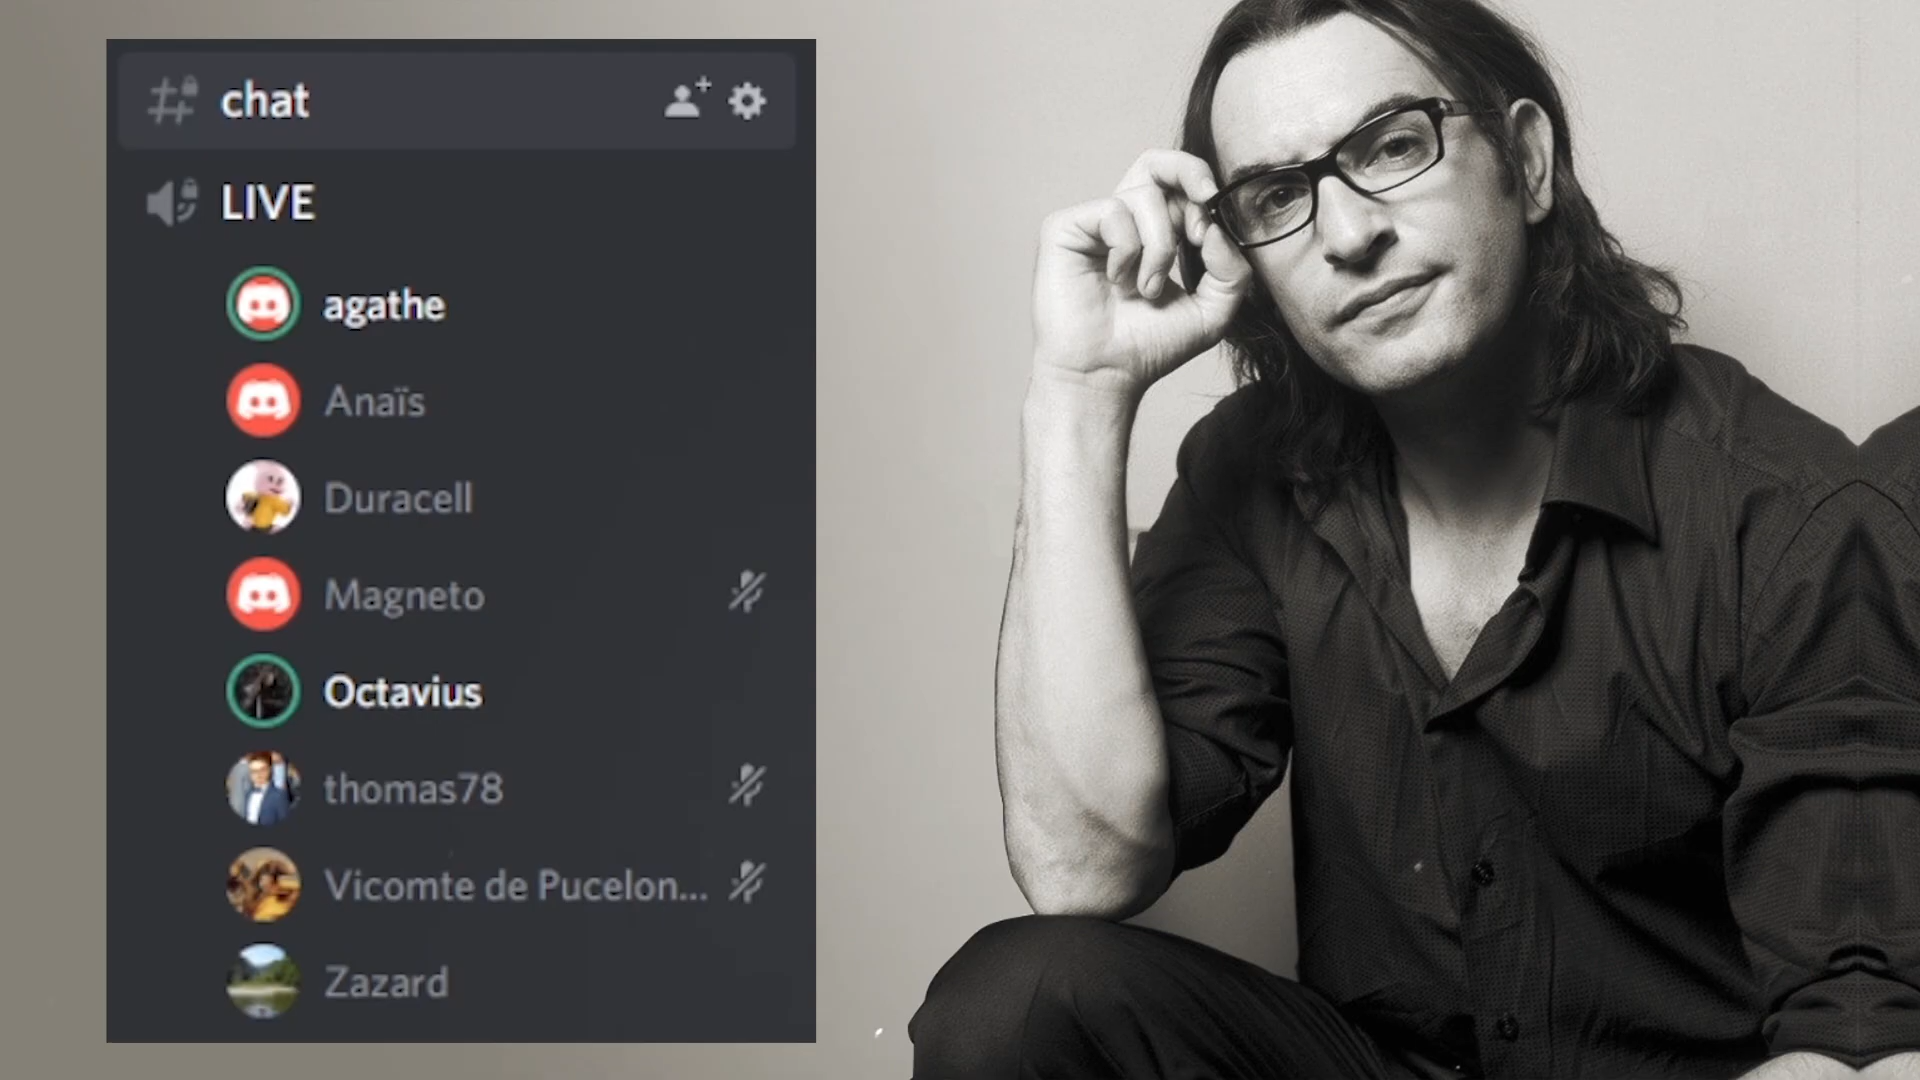 chat
LIVE
agathe
Anaïs
Duracell
Magneto
Octavius
thomas78
Vicomte de Pucelon...
Zazard